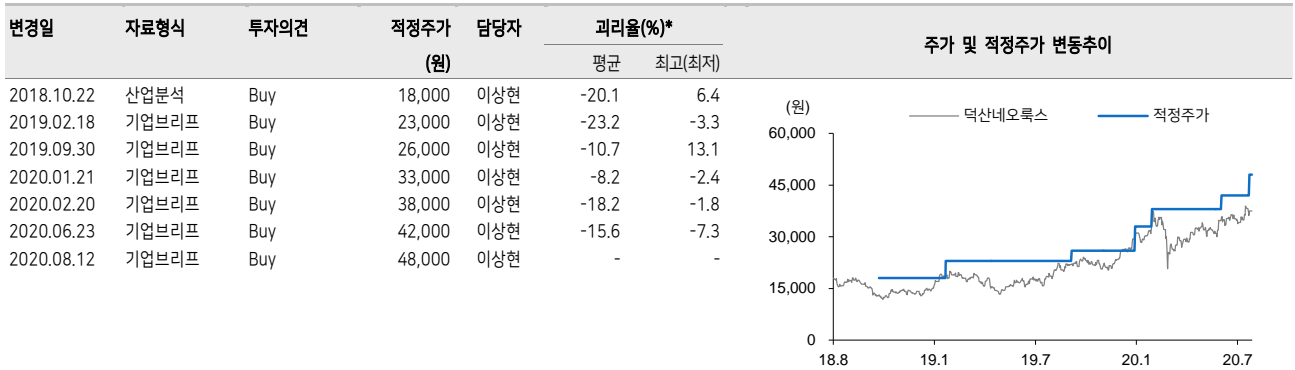 변경일 자료형식 투자의견 적정주가 담당자 괴리율(%)* 주가 및 적정주가 변동추이
(원) 평균 최고(최저)
2018.10.22 산업분석 Buy 18,000 이상현 -20.1 6.4
2019.02.18 기업브리프 Buy 23,000 이상현 -23.2 -3.3
2019.09.30 기업브리프 Buy 26,000 이상현 -10.7 13.1
2020.01.21 기업브리프 Buy 33,000 이상현 -8.2 -2.4
2020.02.20 기업브리프 Buy 38,000 이상현 -18.2 -1.8
2020.06.23 기업브리프 Buy 42,000 이상현 -15.6 -7.3
2020.08.12 기업브리프 Buy 48,000 이상현 - -
(원) 덕산네오룩스 적정주가
60,000
45,000
30,000
15,000
0
18.8 19.1 19.7 20.1 20.7